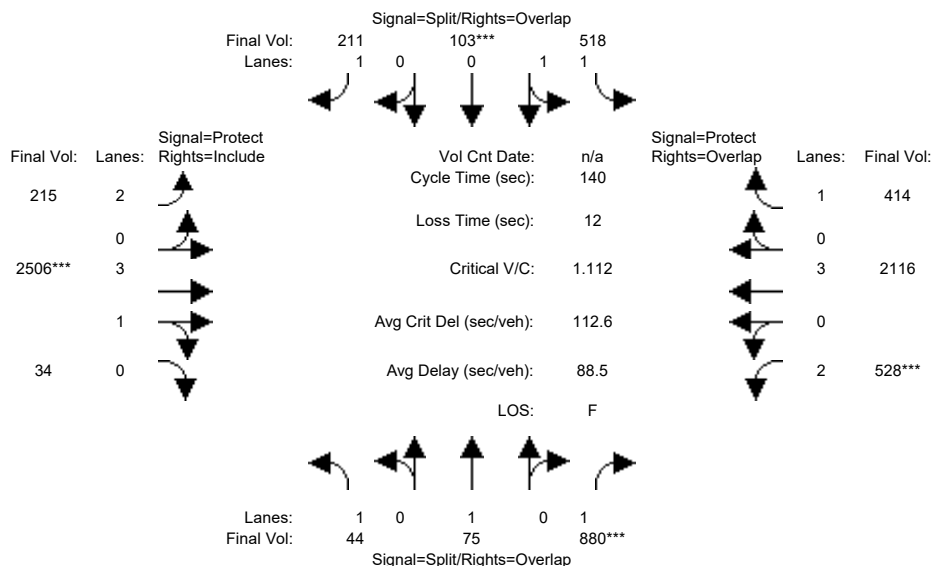 Signal=Split/Rights=Overlap
Final Vol: 211 103*** 518
Lanes: 1 0 0 1 1
Signal=Protect Signal=Protect
Final Vol: Lanes: Rights=Include Vol Cnt Date: n/a Rights=Overlap Lanes: Final Vol:
Cycle Time (sec): 140
215 2 1 414
Loss Time (sec): 12
0 0
2506*** 3 Critical V/C: 1.112 3 2116
1 Avg Crit Del (sec/veh): 112.6 0
34 0 Avg Delay (sec/veh): 88.5 2 528***
LOS: F
Lanes: 1 0 1 0 1
Final Vol: 44 75 880***
Signal=Split/Rights=Overlap